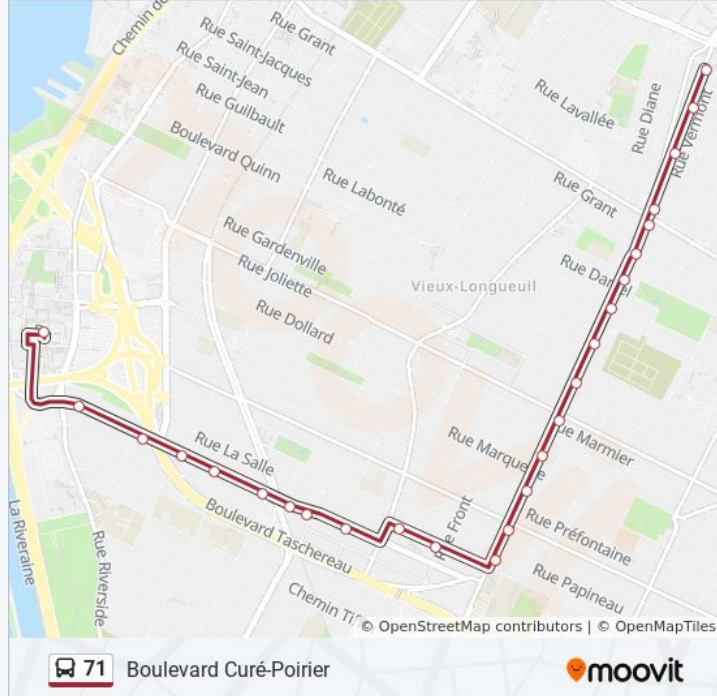 Chemin de
Rue Grant
Rue Saint-Jacques
Rue Saint-Jean
Rue Guilbault
Boulevard Quinn
Rue Labonté
Rue Lavallée
Rue Diane
Rue Vermont
Rue Grant
Rue Gardenville
Rue Joliette
Rue Dollard
Vieux-Longueuil
Rue Daniel
Rue La Salle
Rue Marquette
Rue Marmier
Boulevard Taschereau
Rue Front
Rue Préfontaine
Rue Papineau
La Riveraine
Rue Riverside
Chemin Ti
© OpenStreetMap contributors | © OpenMapTiles
71 Boulevard Curé-Poirier
moovit